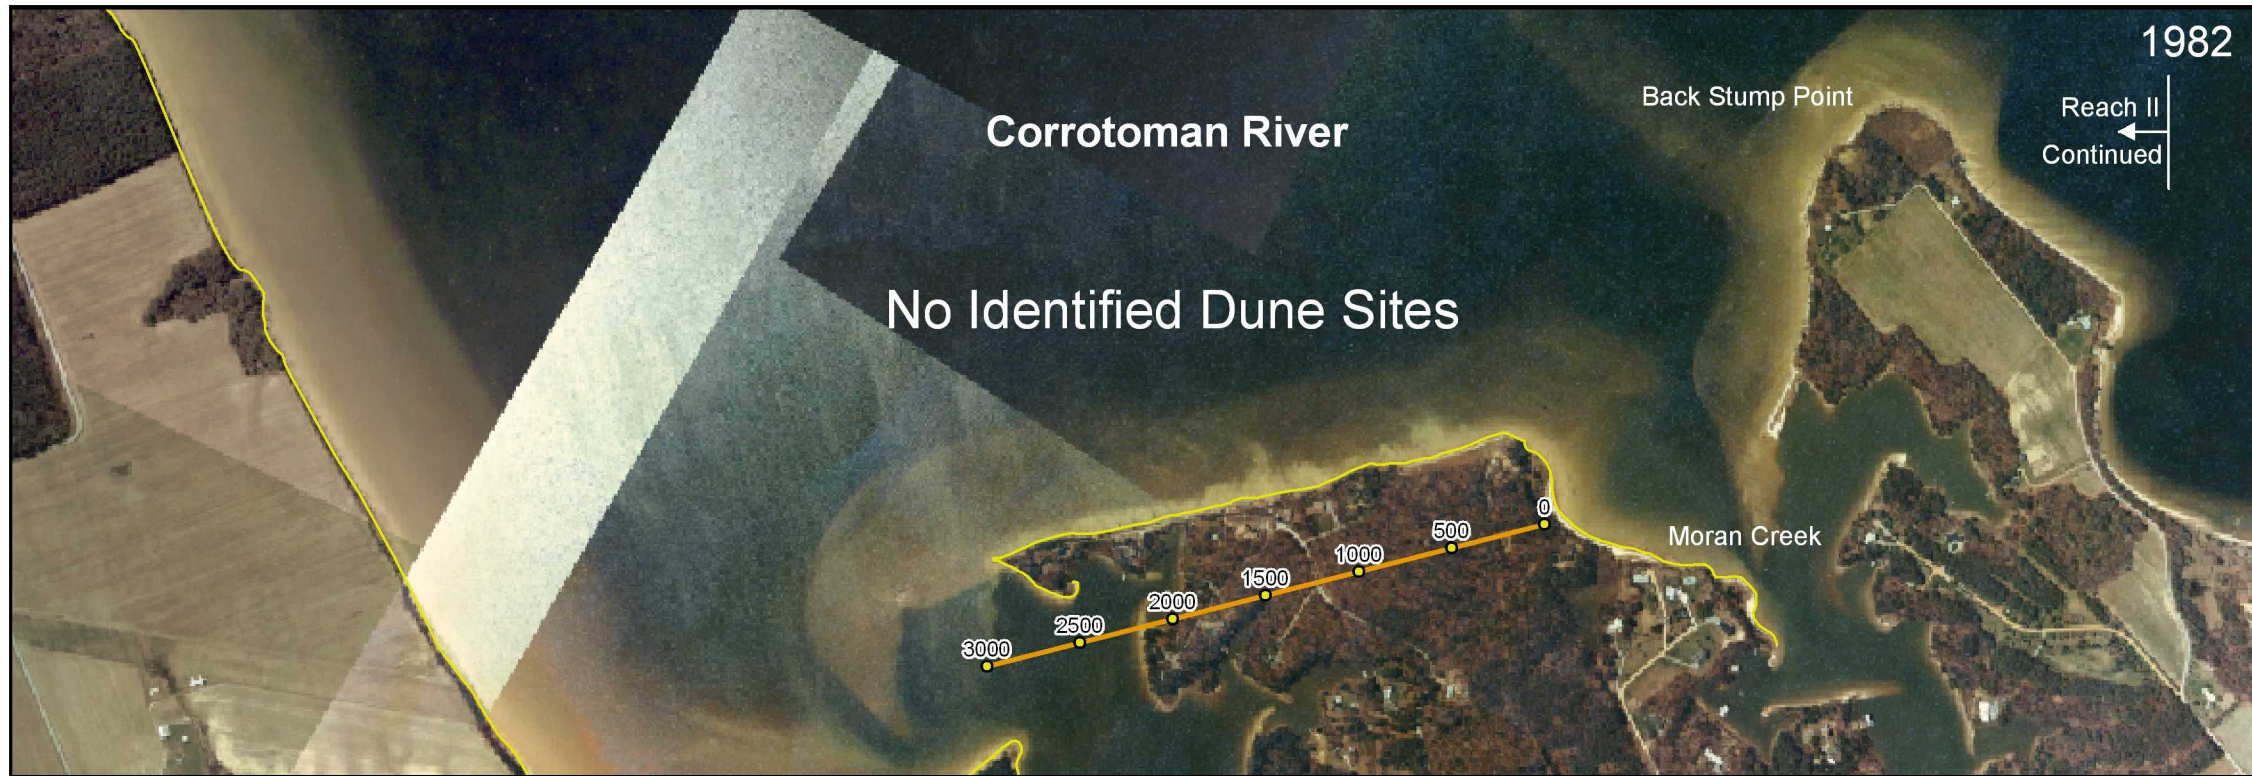 1982
Back Stump Point
Reach II
Continued
Corrotoman River
No Identified Dune Sites
Moran Creek
0
500
1000
1500
2000
2500
3000